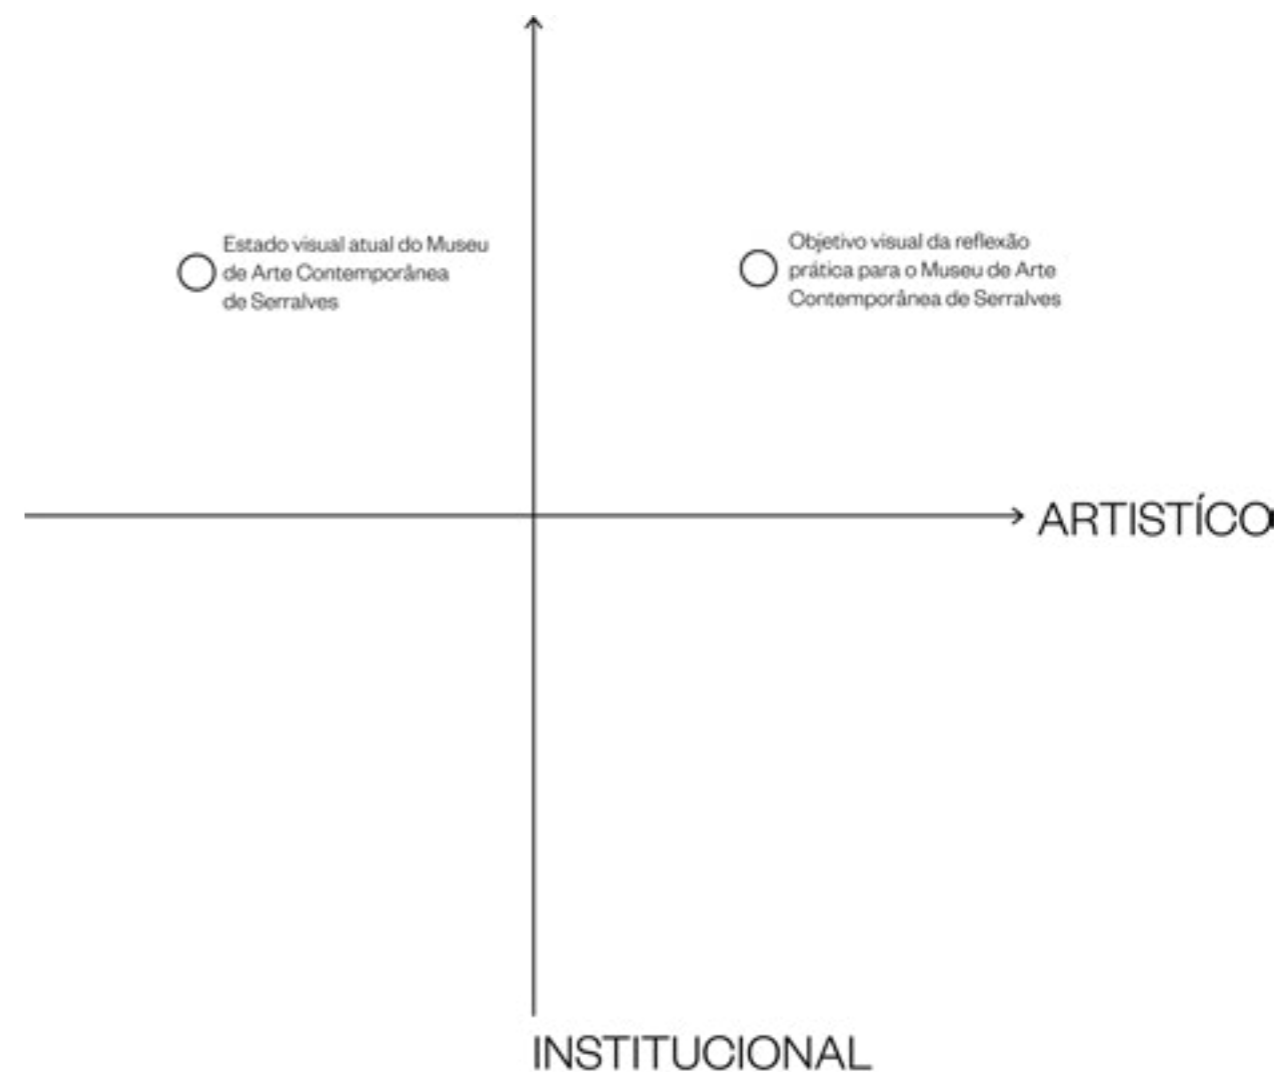 Estado visual atual do Museu
de Arte Contemporânea
de Serralves
Objetivo visual da reflexão
prática para o Museu de Arte
Contemporânea de Serralves
ARTISTÍCO
INSTITUCIONAL